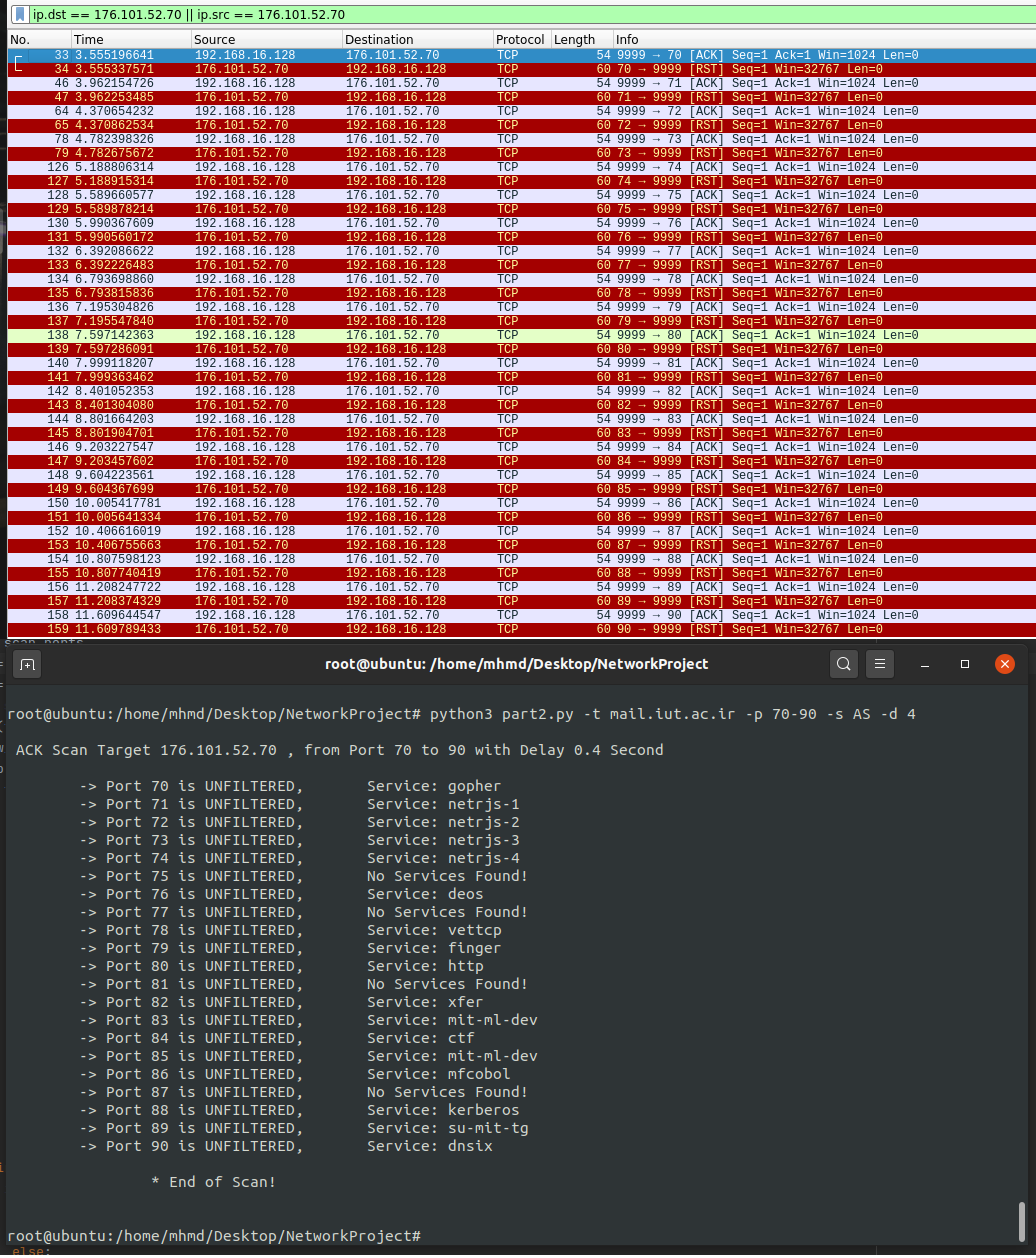 ip.dst == 176.101.52.70 || ip.src == 176.101.52.70
No. Time Source Destination Protocol Length Info
33 3.555196641 192.168.16.128 176.101.52.70 TCP 54 9999 → 70 [ACK] Seq=1 Ack=1 Win=1024 Len=0
34 3.555337571 176.101.52.70 192.168.16.128 TCP 60 70 → 9999 [RST] Seq=1 Win=32767 Len=0
46 3.962154726 192.168.16.128 176.101.52.70 TCP 54 9999 → 71 [ACK] Seq=1 Ack=1 Win=1024 Len=0
47 3.962253485 176.101.52.70 192.168.16.128 TCP 60 71 → 9999 [RST] Seq=1 Win=32767 Len=0
64 4.370654232 192.168.16.128 176.101.52.70 TCP 54 9999 → 72 [ACK] Seq=1 Ack=1 Win=1024 Len=0
65 4.370862534 176.101.52.70 192.168.16.128 TCP 60 72 → 9999 [RST] Seq=1 Win=32767 Len=0
78 4.782398326 192.168.16.128 176.101.52.70 TCP 54 9999 → 73 [ACK] Seq=1 Ack=1 Win=1024 Len=0
79 4.782675672 176.101.52.70 192.168.16.128 TCP 60 73 → 9999 [RST] Seq=1 Win=32767 Len=0
126 5.188806314 192.168.16.128 176.101.52.70 TCP 54 9999 → 74 [ACK] Seq=1 Ack=1 Win=1024 Len=0
127 5.188915314 176.101.52.70 192.168.16.128 TCP 60 74 → 9999 [RST] Seq=1 Win=32767 Len=0
128 5.589660577 192.168.16.128 176.101.52.70 TCP 54 9999 → 75 [ACK] Seq=1 Ack=1 Win=1024 Len=0
129 5.589878214 176.101.52.70 192.168.16.128 TCP 60 75 → 9999 [RST] Seq=1 Win=32767 Len=0
130 5.990367609 192.168.16.128 176.101.52.70 TCP 54 9999 → 76 [ACK] Seq=1 Ack=1 Win=1024 Len=0
131 5.990560172 176.101.52.70 192.168.16.128 TCP 60 76 → 9999 [RST] Seq=1 Win=32767 Len=0
132 6.392086622 192.168.16.128 176.101.52.70 TCP 54 9999 → 77 [ACK] Seq=1 Ack=1 Win=1024 Len=0
133 6.392226483 176.101.52.70 192.168.16.128 TCP 60 77 → 9999 [RST] Seq=1 Win=32767 Len=0
134 6.793698860 192.168.16.128 176.101.52.70 TCP 54 9999 → 78 [ACK] Seq=1 Ack=1 Win=1024 Len=0
135 6.793815836 176.101.52.70 192.168.16.128 TCP 60 78 → 9999 [RST] Seq=1 Win=32767 Len=0
136 7.195304826 192.168.16.128 176.101.52.70 TCP 54 9999 → 79 [ACK] Seq=1 Ack=1 Win=1024 Len=0
137 7.195547840 176.101.52.70 192.168.16.128 TCP 60 79 → 9999 [RST] Seq=1 Win=32767 Len=0
138 7.597142363 192.168.16.128 176.101.52.70 TCP 54 9999 → 80 [ACK] Seq=1 Ack=1 Win=1024 Len=0
139 7.597286091 176.101.52.70 192.168.16.128 TCP 60 80 → 9999 [RST] Seq=1 Win=32767 Len=0
140 7.999118207 192.168.16.128 176.101.52.70 TCP 54 9999 → 81 [ACK] Seq=1 Ack=1 Win=1024 Len=0
141 7.999363462 176.101.52.70 192.168.16.128 TCP 60 81 → 9999 [RST] Seq=1 Win=32767 Len=0
142 8.401052353 192.168.16.128 176.101.52.70 TCP 54 9999 → 82 [ACK] Seq=1 Ack=1 Win=1024 Len=0
143 8.401304080 176.101.52.70 192.168.16.128 TCP 60 82 → 9999 [RST] Seq=1 Win=32767 Len=0
144 8.801664203 192.168.16.128 176.101.52.70 TCP 54 9999 → 83 [ACK] Seq=1 Ack=1 Win=1024 Len=0
145 8.801904701 176.101.52.70 192.168.16.128 TCP 60 83 → 9999 [RST] Seq=1 Win=32767 Len=0
146 9.203227547 192.168.16.128 176.101.52.70 TCP 54 9999 → 84 [ACK] Seq=1 Ack=1 Win=1024 Len=0
147 9.203457602 176.101.52.70 192.168.16.128 TCP 60 84 → 9999 [RST] Seq=1 Win=32767 Len=0
148 9.604223561 192.168.16.128 176.101.52.70 TCP 54 9999 → 85 [ACK] Seq=1 Ack=1 Win=1024 Len=0
149 9.604367699 176.101.52.70 192.168.16.128 TCP 60 85 → 9999 [RST] Seq=1 Win=32767 Len=0
150 10.005417781 192.168.16.128 176.101.52.70 TCP 54 9999 → 86 [ACK] Seq=1 Ack=1 Win=1024 Len=0
151 10.005641334 176.101.52.70 192.168.16.128 TCP 60 86 → 9999 [RST] Seq=1 Win=32767 Len=0
152 10.406616019 192.168.16.128 176.101.52.70 TCP 54 9999 → 87 [ACK] Seq=1 Ack=1 Win=1024 Len=0
153 10.406755663 176.101.52.70 192.168.16.128 TCP 60 87 → 9999 [RST] Seq=1 Win=32767 Len=0
154 10.807598123 192.168.16.128 176.101.52.70 TCP 54 9999 → 88 [ACK] Seq=1 Ack=1 Win=1024 Len=0
155 10.807740419 176.101.52.70 192.168.16.128 TCP 60 88 → 9999 [RST] Seq=1 Win=32767 Len=0
156 11.208247722 192.168.16.128 176.101.52.70 TCP 54 9999 → 89 [ACK] Seq=1 Ack=1 Win=1024 Len=0
157 11.208374329 176.101.52.70 192.168.16.128 TCP 60 89 → 9999 [RST] Seq=1 Win=32767 Len=0
158 11.609644547 192.168.16.128 176.101.52.70 TCP 54 9999 → 90 [ACK] Seq=1 Ack=1 Win=1024 Len=0
159 11.609789433 176.101.52.70 192.168.16.128 TCP 60 90 → 9999 [RST] Seq=1 Win=32767 Len=0
root@ubuntu: /home/mhmd/Desktop/NetworkProject
root@ubuntu:/home/mhmd/Desktop/NetworkProject# python3 part2.py -t mail.iut.ac.ir -p 70-90 -s AS -d 4
ACK Scan Target 176.101.52.70 , from Port 70 to 90 with Delay 0.4 Second
-> Port 70 is UNFILTERED, Service: gopher
-> Port 71 is UNFILTERED, Service: netrjs-1
-> Port 72 is UNFILTERED, Service: netrjs-2
-> Port 73 is UNFILTERED, Service: netrjs-3
-> Port 74 is UNFILTERED, Service: netrjs-4
-> Port 75 is UNFILTERED, No Services Found!
-> Port 76 is UNFILTERED, Service: deos
-> Port 77 is UNFILTERED, No Services Found!
-> Port 78 is UNFILTERED, Service: vettcp
-> Port 79 is UNFILTERED, Service: finger
-> Port 80 is UNFILTERED, Service: http
-> Port 81 is UNFILTERED, No Services Found!
-> Port 82 is UNFILTERED, Service: xfer
-> Port 83 is UNFILTERED, Service: mit-ml-dev
-> Port 84 is UNFILTERED, Service: ctf
-> Port 85 is UNFILTERED, Service: mit-ml-dev
-> Port 86 is UNFILTERED, Service: mfcobol
-> Port 87 is UNFILTERED, No Services Found!
-> Port 88 is UNFILTERED, Service: kerberos
-> Port 89 is UNFILTERED, Service: su-mit-tg
-> Port 90 is UNFILTERED, Service: dnsix
* End of Scan!
root@ubuntu:/home/mhmd/Desktop/NetworkProject#
else: